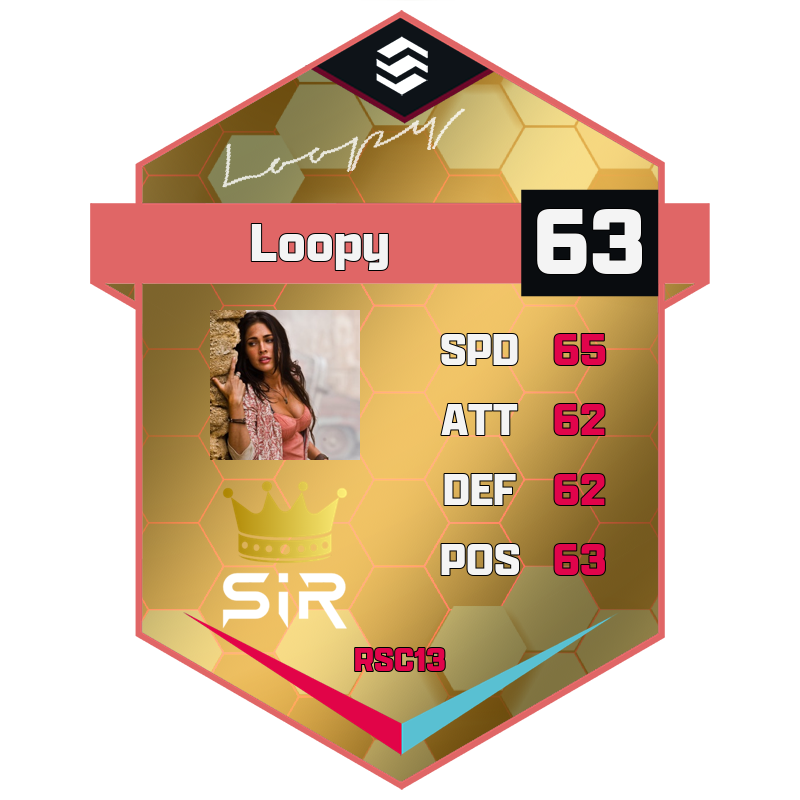 Loopy
Loopy
63
SPD 65
ATT 62
DEF 62
POS 63
SiR
RSC13